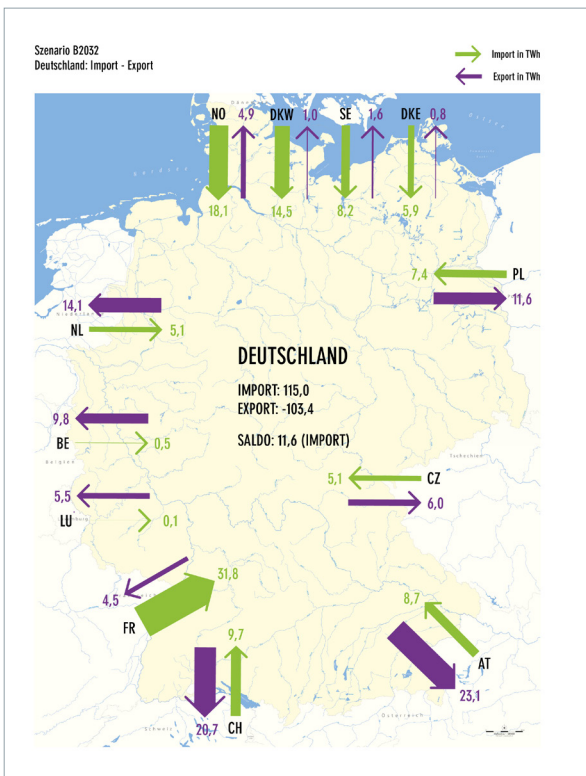 Szenario B2032
Deutschland: Import - Export
Import in TWh
Export in TWh
NO 4,9 DKW 1,0 SE 1,6 DKE 0,8
18,1 14,5 8,2 5,9
7,4 PL
11,6
14,1
NL 5,1
DEUTSCHLAND
IMPORT: 115,0
EXPORT: -103,4
SALDO: 11,6 (IMPORT)
9,8
BE 0,5
Belgien
Tschechien
5,1 CZ
6,0
5,5
LU 0,1
31,8
4,5
FR
8,7
AT
23,1
9,7
20,7 CH
Schweiz
Österreich